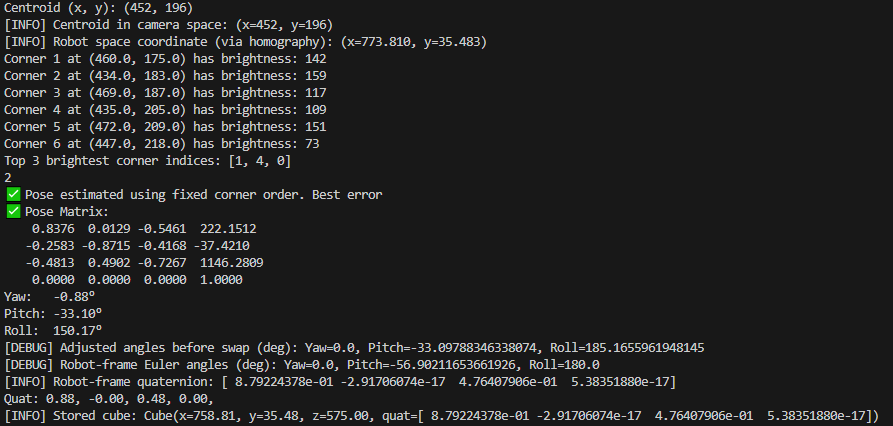 Centroid (x, y): (452, 196)
[INFO] Centroid in camera space: (x=452, y=196)
[INFO] Robot space coordinate (via homography): (x=773.810, y=35.483)
Corner 1 at (460.0, 175.0) has brightness: 142
Corner 2 at (434.0, 183.0) has brightness: 159
Corner 3 at (469.0, 187.0) has brightness: 117
Corner 4 at (435.0, 205.0) has brightness: 109
Corner 5 at (472.0, 209.0) has brightness: 151
Corner 6 at (447.0, 218.0) has brightness: 73
Top 3 brightest corner indices: [1, 4, 0]
2
✅ Pose estimated using fixed corner order. Best error
✅ Pose Matrix:
0.8376 0.0129 -0.5461 222.1512
-0.2583 -0.8715 -0.4168 -37.4210
-0.4813 0.4902 -0.7267 1146.2809
0.0000 0.0000 0.0000 1.0000
Yaw: -0.88°
Pitch: -33.10°
Roll: 150.17°
[DEBUG] Adjusted angles before swap (deg): Yaw=0.0, Pitch=-33.09788346338074, Roll=185.1655961948145
[DEBUG] Robot-frame Euler angles (deg): Yaw=0.0, Pitch=-56.90211653661926, Roll=180.0
[INFO] Robot-frame quaternion: [ 8.79224378e-01 -2.91706074e-17 4.76407906e-01 5.38351880e-17]
Quat: 0.88, -0.00, 0.48, 0.00,
[INFO] Stored cube: Cube(x=758.81, y=35.48, z=575.00, quat=[ 8.79224378e-01 -2.91706074e-17 4.76407906e-01 5.38351880e-17])